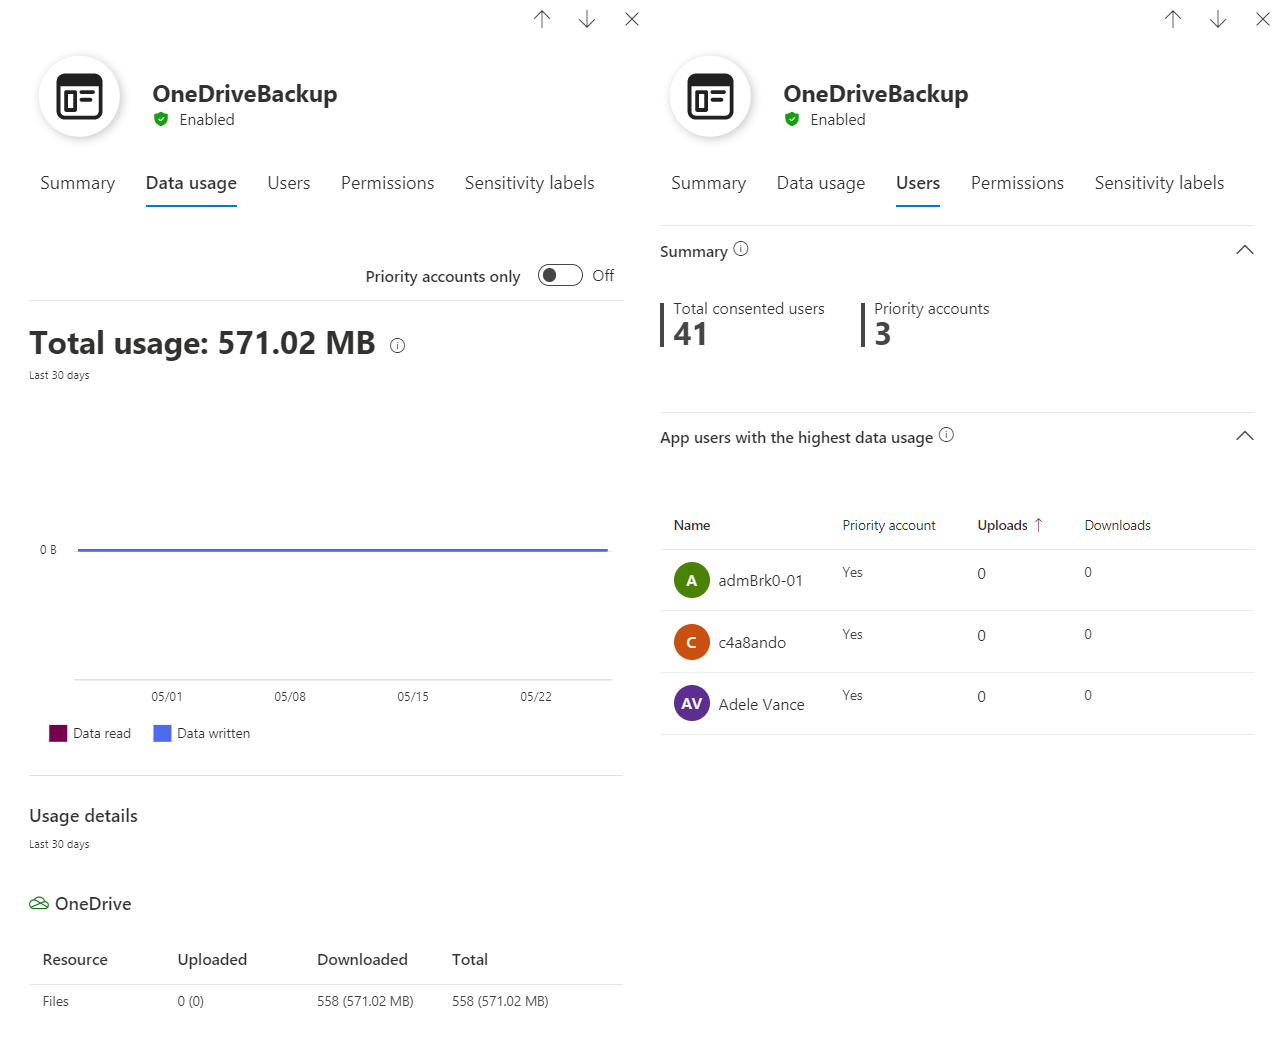 OneDriveBackup
Enabled
Summary Data usage Users Permissions Sensitivity labels
Priority accounts only Off
Total usage: 571.02 MB
Last 30 days
0 B
05/01 05/08 05/15 05/22
Data read Data written
Usage details
Last 30 days
OneDrive
Resource Uploaded Downloaded Total
Files 0 (0) 558 (571.02 MB) 558 (571.02 MB)
OneDriveBackup
Enabled
Summary Data usage Users Permissions Sensitivity labels
Summary
Total consented users Priority accounts
41 3
App users with the highest data usage
Name Priority account Uploads Downloads
A admBrk0-01 Yes 0 0
C c4a8ando Yes 0 0
AV Adele Vance Yes 0 0